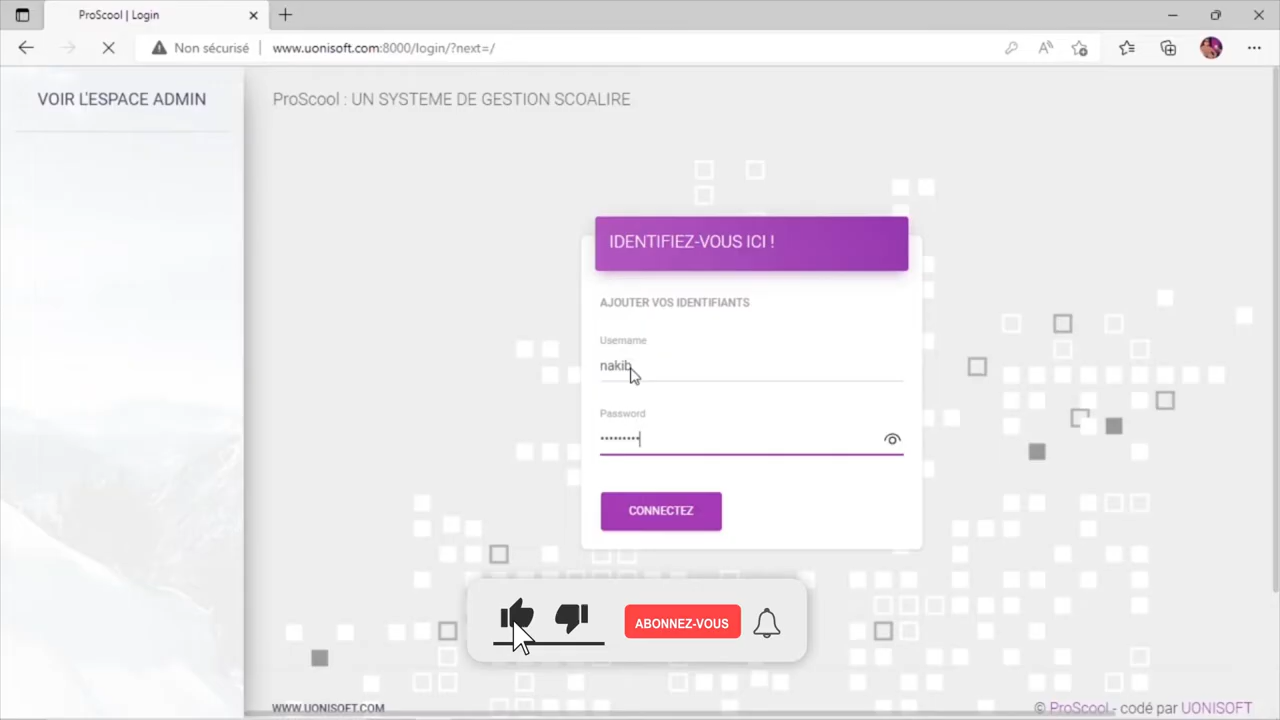 ProScool | Login
Non sécurisé
www.uonisoft.com:8000/login/?next=/
VOIR L'ESPACE ADMIN
ProScool : UN SYSTEME DE GESTION SCOALIRE
IDENTIFIEZ-VOUS ICI !
AJOUTER VOS IDENTIFIANTS
Username
nakib
Password
•••••••••
CONNECTEZ
ABONNEZ-VOUS
WWW.UONISOFT.COM
© ProScool - codé par UONISOFT